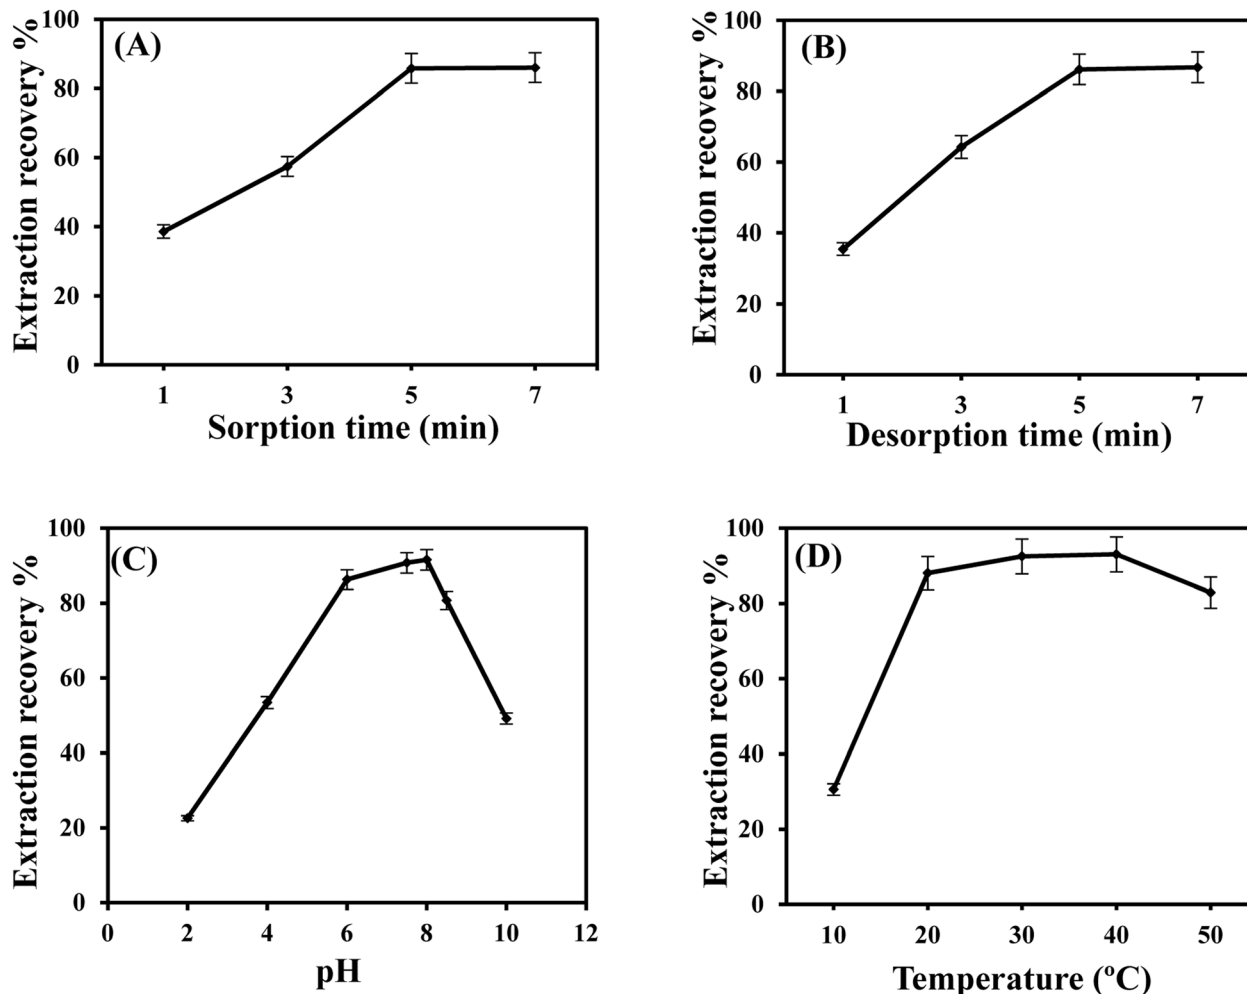 (A)
Extraction recovery %
100
80
60
40
20
0
1 3 5 7
Sorption time (min)
(B)
Extraction recovery %
100
80
60
40
20
0
1 3 5 7
Desorption time (min)
(C)
Extraction recovery %
100
80
60
40
20
0
0 2 4 6 8 10 12
pH
(D)
Extraction recovery %
100
80
60
40
20
0
10 20 30 40 50
Temperature (ºC)